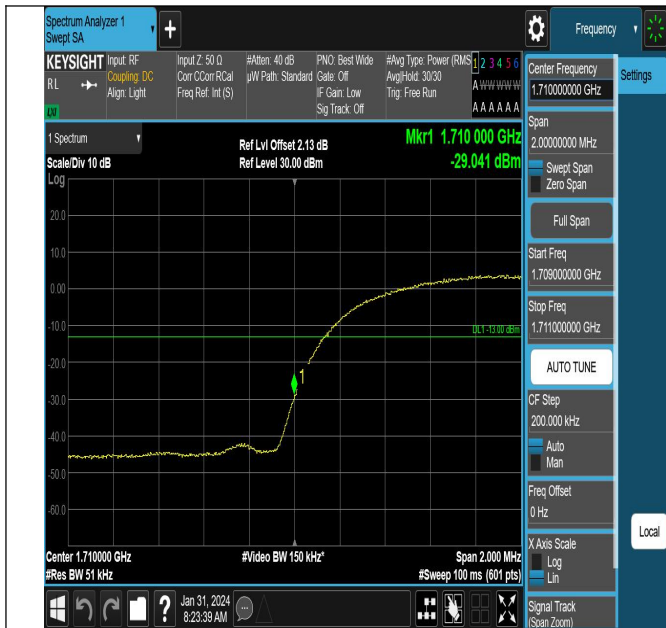 Spectrum Analyzer 1
Swept SA
+
Frequency
KEYSIGHT
RL
LXI
Input: RF
Coupling: DC
Align: Light
Input Z: 50 Ω
Corr CCorr RCal
Freq Ref: Int (S)
#Atten: 40 dB
µW Path: Standard
PNO: Best Wide
Gate: Off
IF Gain: Low
Sig Track: Off
#Avg Type: Power (RMS
Avg|Hold: 30/30
Trig: Free Run
1 2 3 4 5 6
A W W W W W
A A A A A A
1 Spectrum
Scale/Div 10 dB
Ref Lvl Offset 2.13 dB
Ref Level 30.00 dBm
Mkr1 1.710 000 GHz
-29.041 dBm
Log
20.0
10.0
0.00
-10.0
-20.0
-30.0
-40.0
-50.0
-60.0
DL1 -13.00 dBm
1
Center 1.710000 GHz
#Res BW 51 kHz
#Video BW 150 kHz*
Span 2.000 MHz
#Sweep 100 ms (601 pts)
Jan 31, 2024
8:23:39 AM
?
Center Frequency
1.710000000 GHz
Span
2.00000000 MHz
Swept Span
Zero Span
Full Span
Start Freq
1.709000000 GHz
Stop Freq
1.711000000 GHz
AUTO TUNE
CF Step
200.000 kHz
Auto
Man
Freq Offset
0 Hz
X Axis Scale
Log
Lin
Signal Track
(Span Zoom)
Settings
Local